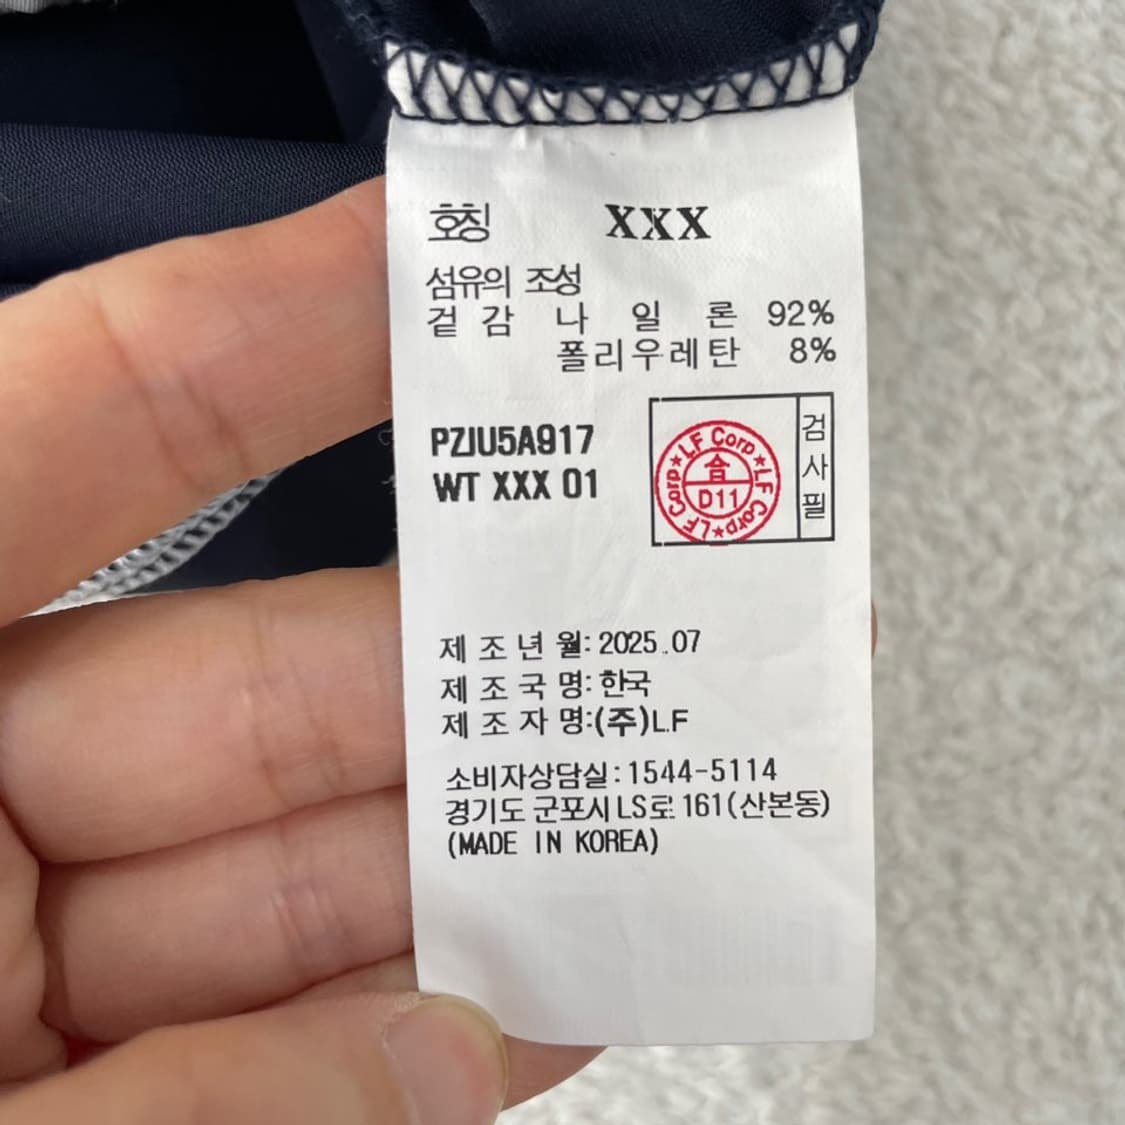 호칭 XXX
섬유의 조성
겉감 나일론 92%
폴리우레탄 8%
PZJU5A917
WT XXX 01
LF Corp★LF Corp★LF Corp★
合
D11
검사필
제조년월: 2025.07
제조국명: 한국
제조자명:(주)LF
소비자상담실: 1544-5114
경기도 군포시 LS로 161(산본동)
(MADE IN KOREA)